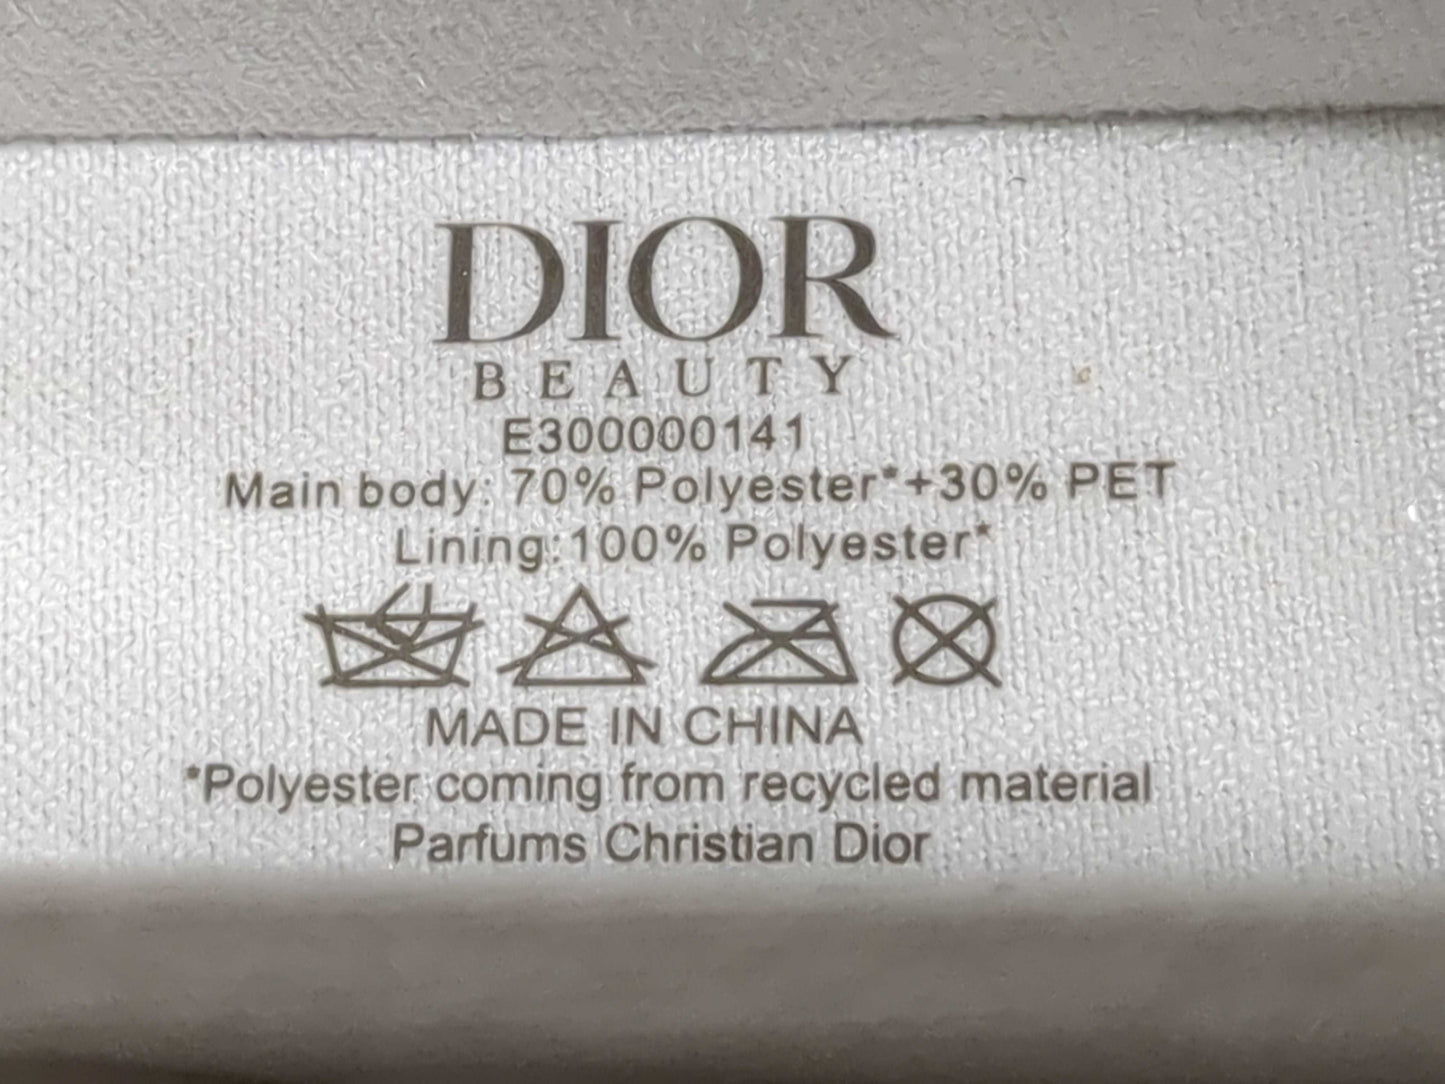 DIOR
BEAUTY
E300000141
Main body: 70% Polyester*+30% PET
Lining:100% Polyester*
MADE IN CHINA
*Polyester coming from recycled material
Parfums Christian Dior